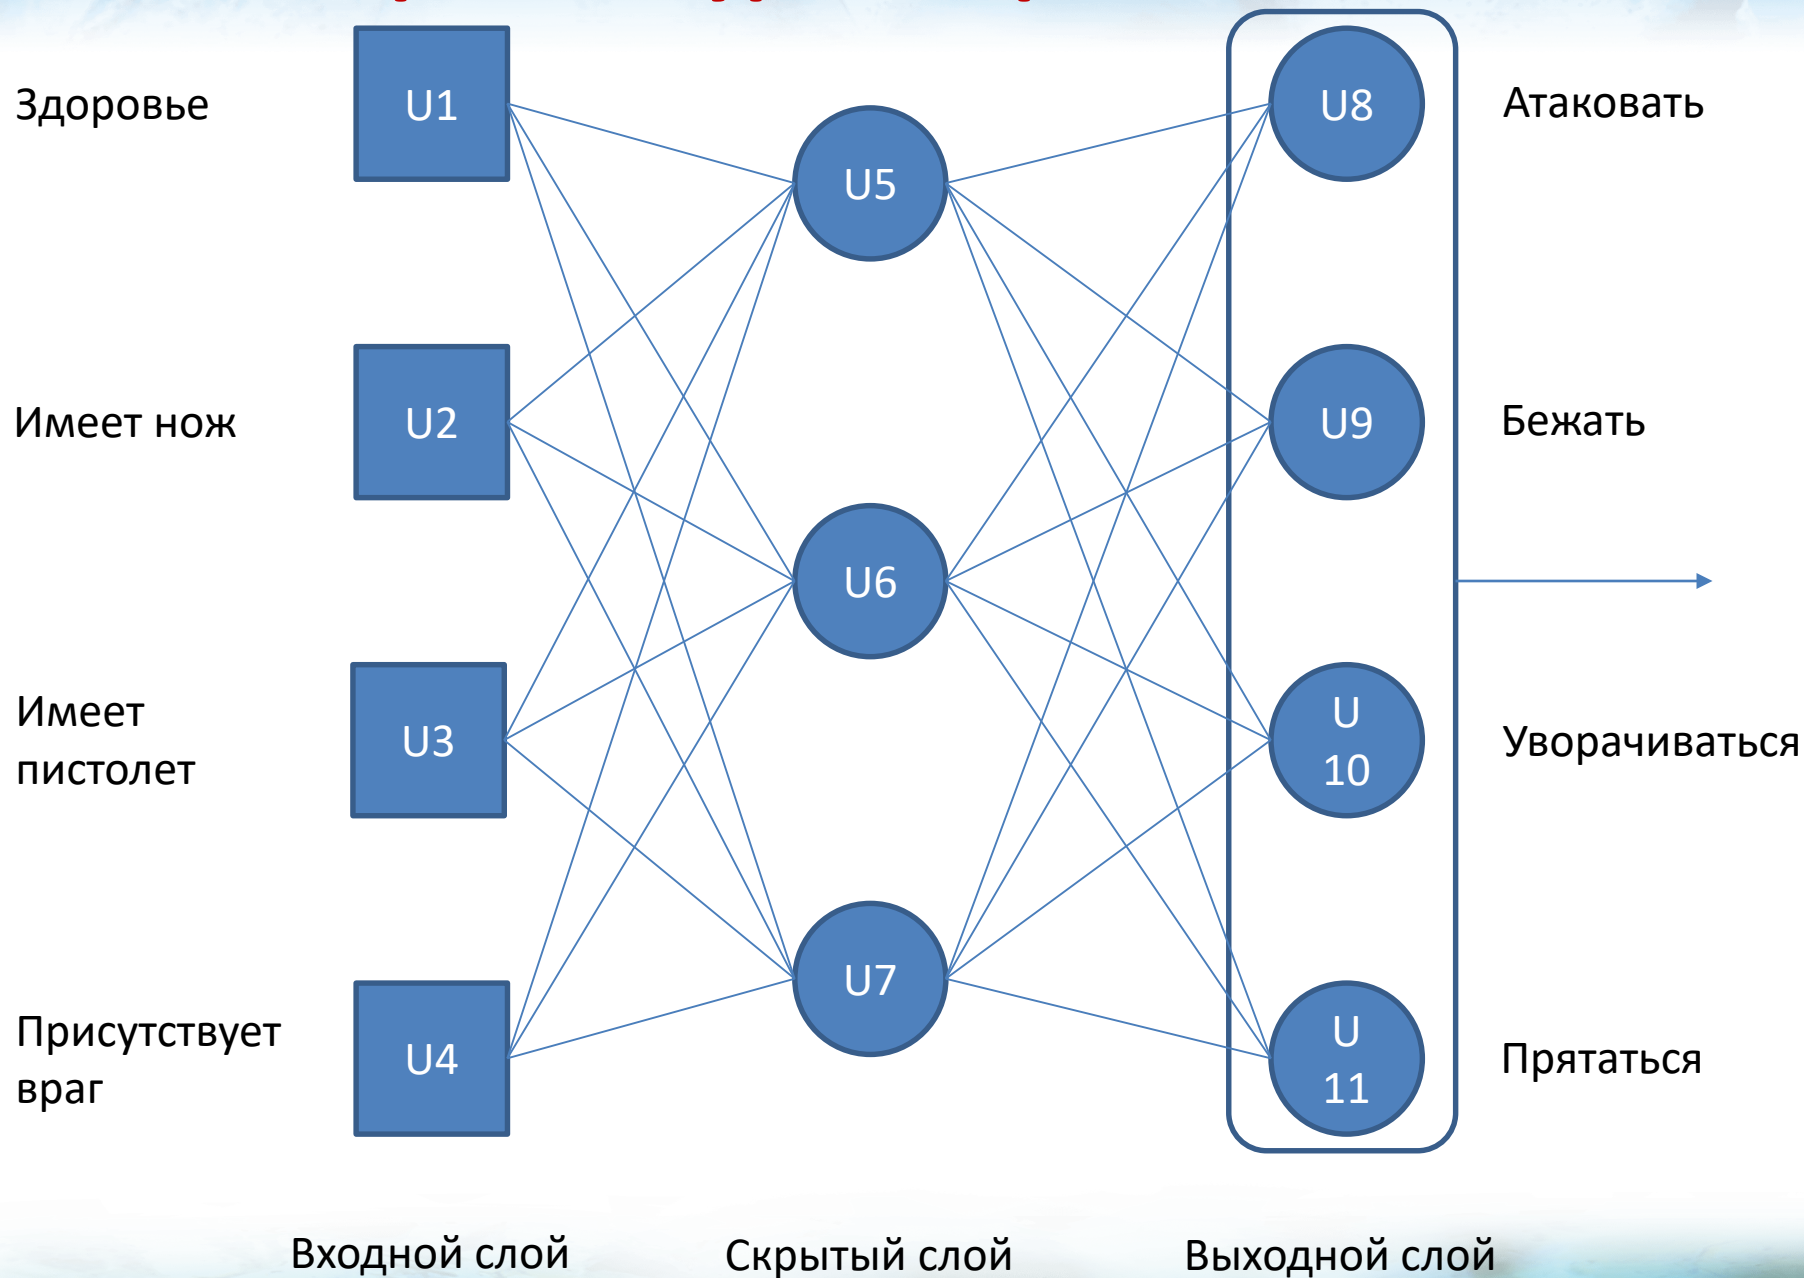 Здоровье
U1
U8
Атаковать
U5
Имеет нож
U2
U9
Бежать
U6
Имеет
пистолет
U3
U
10
Уворачиваться
U7
Присутствует
враг
U4
U
11
Прятаться
Входной слой
Скрытый слой
Выходной слой